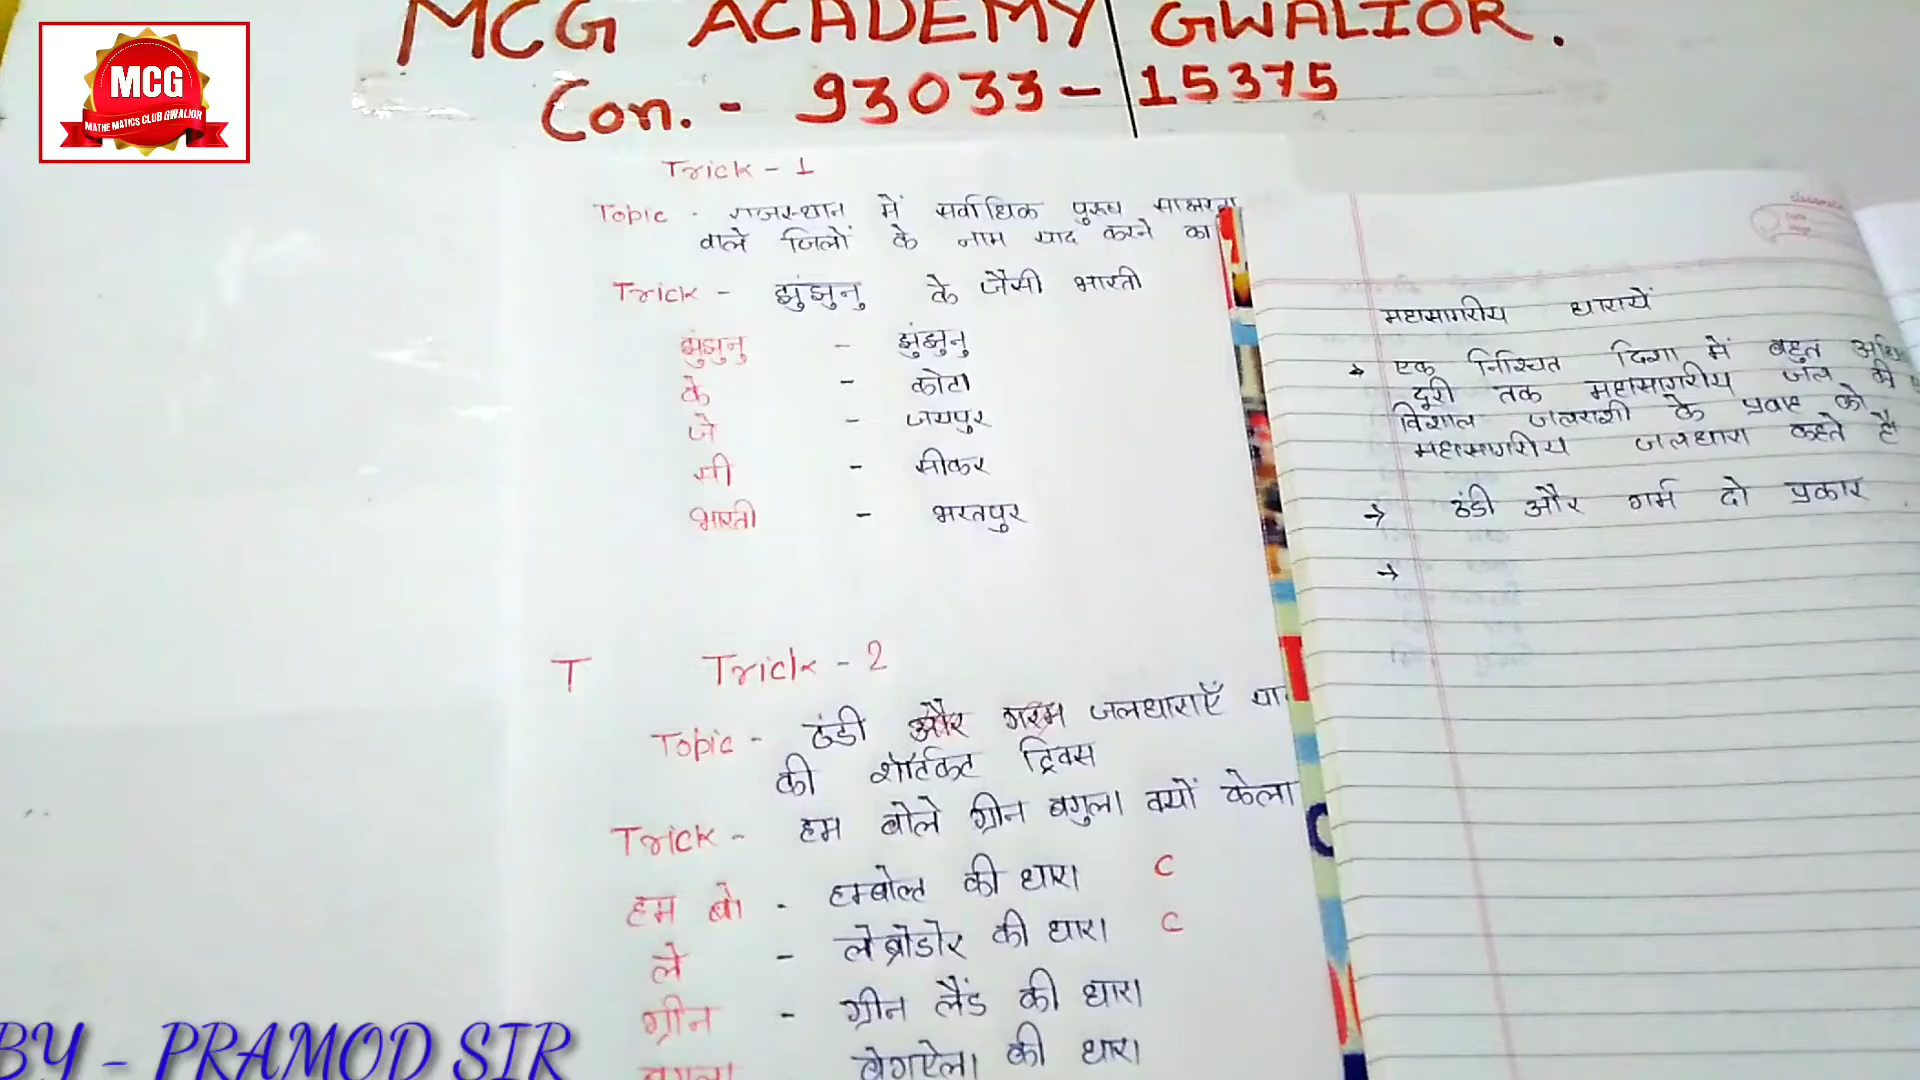 MCG ACADEMY GWALIOR.
Con. - 93033-15375
MCG
MATHEMATICS CLUB GWALIOR
Trick - 1
Topic - राजस्थान में सर्वाधिक पुरुष साक्षरता
वाले जिलों के नाम याद करने का
Trick - झुंझुनु के जैसी भारती
झुंझुनु - झुंझुनु
के - कोटा
जे - जयपुर
सी - सीकर
भारती - भरतपुर
T Trick - 2
Topic - ठंडी और गरम जलधाराएँ या
की शॉर्टकट ट्रिक्स
Trick - हम बोले ग्रीन बगुला क्यों केला
हम बो - हम्बोल्ट की धारा C
ले - लेब्रोडोर की धारा C
ग्रीन - ग्रीन लैंड की धारा
बगुला बेगुऐला की धारा
महासागरीय धारायें
→ एक निश्चित दिशा में बहुत अधि
दूरी तक महासागरीय जल की
विशाल जलराशी के प्रवाह को
महासागरीय जलधारा कहते है
→ ठंडी और गर्म दो प्रकार
→
BY - PRAMOD SIR